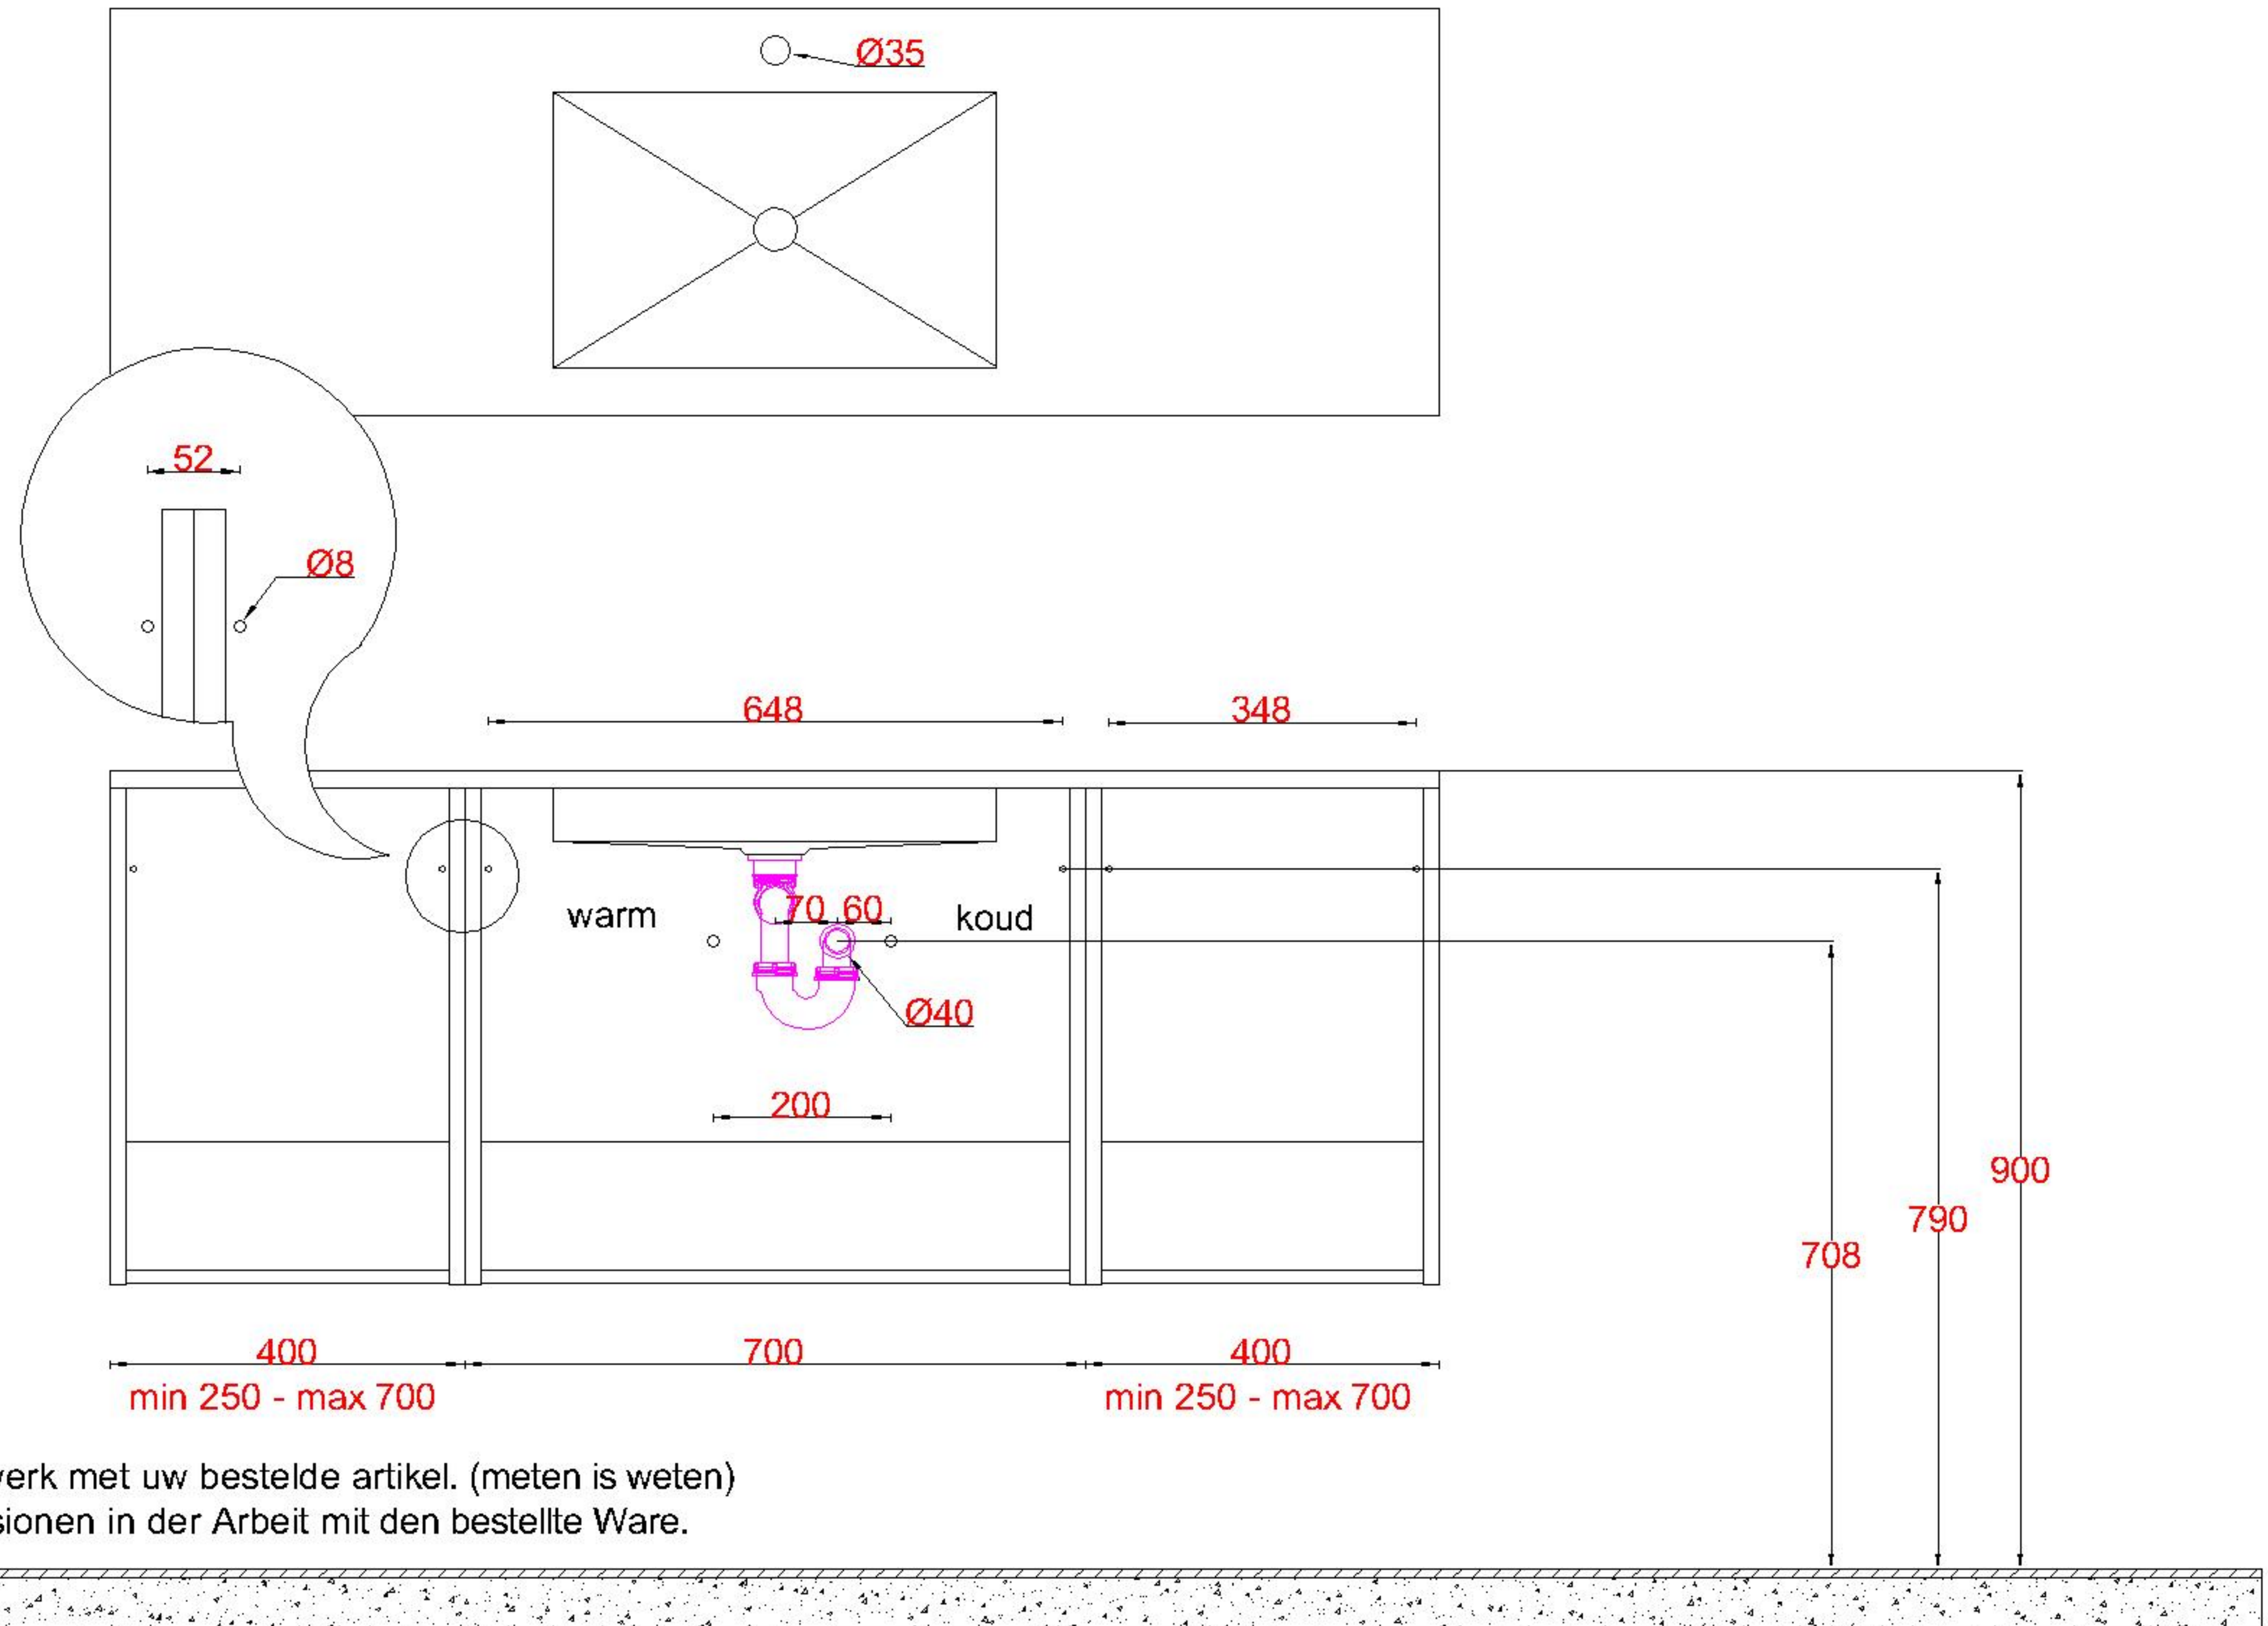 Ø35
52
Ø8
648 348
warm 70 60 koud
Ø40
200
900
790
708
400 700 400
min 250 - max 700 min 250 - max 700
met uw bestelde artikel. (meten is weten)
in der Arbeit mit den bestellte Ware.